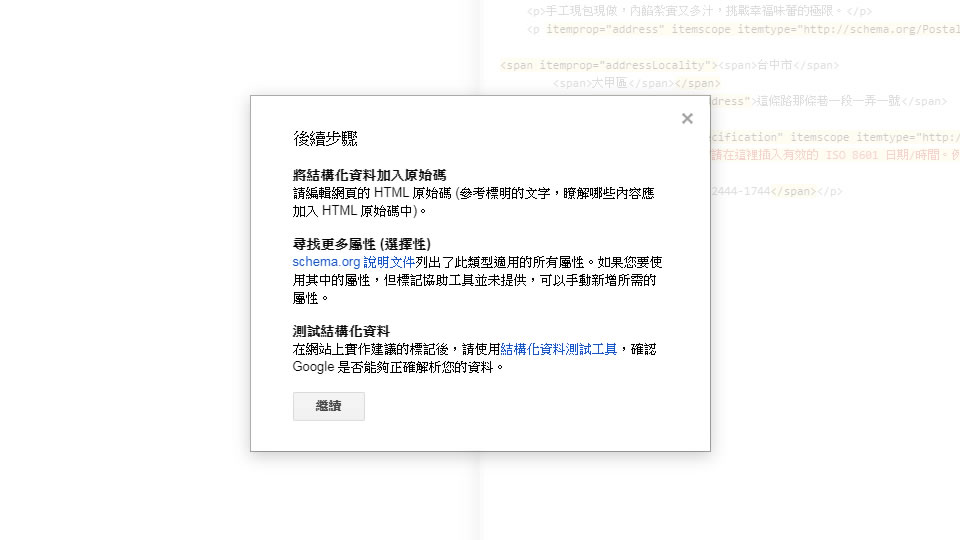 <p>手工現包現做，內餡紮實又多汁，挑戰幸福味蕾的極限。</p>
<p itemprop="address" itemscope itemtype="http://schema.org/Postal
<span itemprop="addressLocality"><span>台中市</span>
<span>大甲區</span></span>
dress">這條路那條巷一段一弄一號</span>
cification" itemscope itemtype="http:/
請在這裡插入有效的 ISO 8601 日期/時間。例
2444-1744</span></p>
後續步驟
將結構化資料加入原始碼
請編輯網頁的 HTML 原始碼 (參考標明的文字，瞭解哪些內容應
加入 HTML 原始碼中)。
尋找更多屬性 (選擇性)
schema.org 說明文件列出了此類型適用的所有屬性。如果您要使
用其中的屬性，但標記協助工具並未提供，可以手動新增所需的
屬性。
測試結構化資料
在網站上實作建議的標記後，請使用結構化資料測試工具，確認
Google 是否能夠正確解析您的資料。
繼續